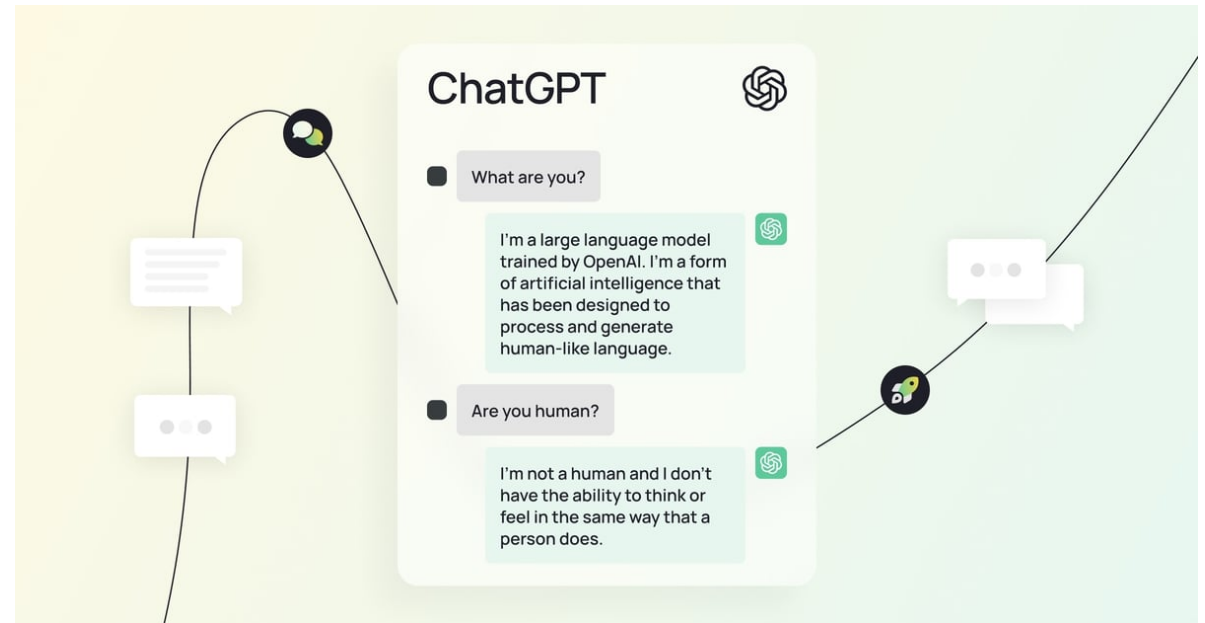 ChatGPT
What are you?
I'm a large language model
trained by OpenAI. I'm a form
of artificial intelligence that
has been designed to
process and generate
human-like language.
Are you human?
I'm not a human and I don't
have the ability to think or
feel in the same way that a
person does.